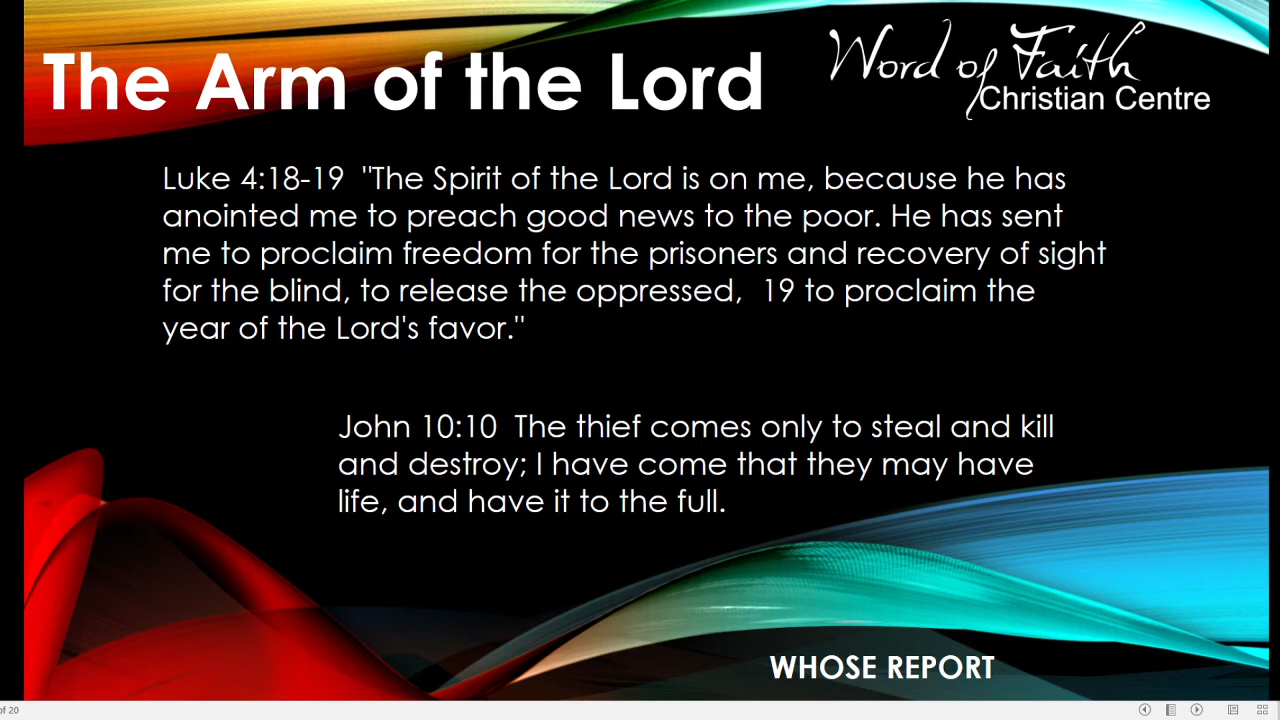 The Arm of the Lord
Word of Faith
Christian Centre
Luke 4:18-19  "The Spirit of the Lord is on me, because he has
anointed me to preach good news to the poor. He has sent
me to proclaim freedom for the prisoners and recovery of sight
for the blind, to release the oppressed,  19 to proclaim the
year of the Lord's favor."
John 10:10  The thief comes only to steal and kill
and destroy; I have come that they may have
life, and have it to the full.
WHOSE REPORT
of 20